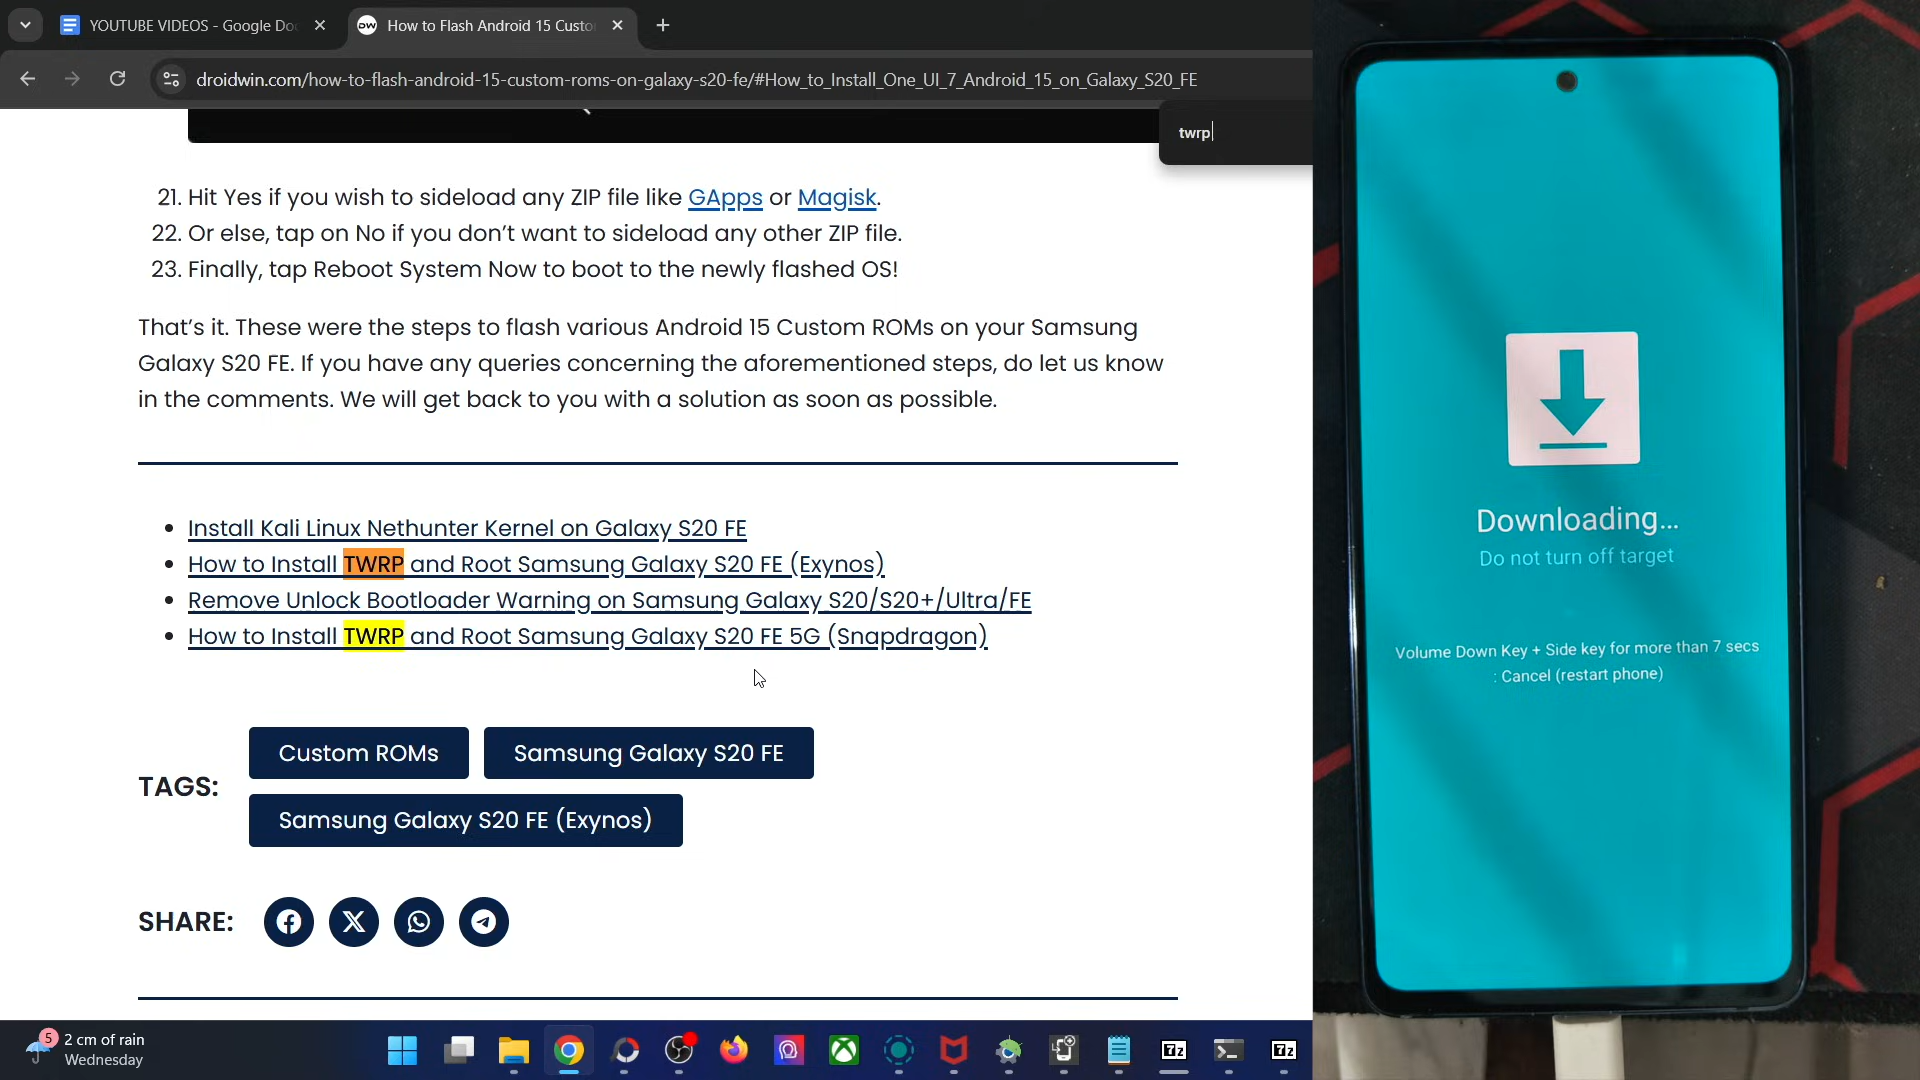 YOUTUBE VIDEOS - Google Do
How to Flash Android 15 Custo
droidwin.com/how-to-flash-android-15-custom-roms-on-galaxy-s20-fe/#How_to_Install_One_UI_7_Android_15_on_Galaxy_S20_FE
twrp
21. Hit Yes if you wish to sideload any ZIP file like GApps or Magisk.
22. Or else, tap on No if you don’t want to sideload any other ZIP file.
23. Finally, tap Reboot System Now to boot to the newly flashed OS!
That’s it. These were the steps to flash various Android 15 Custom ROMs on your Samsung
Galaxy S20 FE. If you have any queries concerning the aforementioned steps, do let us know
in the comments. We will get back to you with a solution as soon as possible.
Install Kali Linux Nethunter Kernel on Galaxy S20 FE
How to Install TWRP and Root Samsung Galaxy S20 FE (Exynos)
Remove Unlock Bootloader Warning on Samsung Galaxy S20/S20+/Ultra/FE
How to Install TWRP and Root Samsung Galaxy S20 FE 5G (Snapdragon)
Custom ROMs
Samsung Galaxy S20 FE
TAGS:
Samsung Galaxy S20 FE (Exynos)
SHARE:
5
2 cm of rain
Wednesday
7z
7z
Downloading...
Do not turn off target
Volume Down Key + Side key for more than 7 secs
: Cancel (restart phone)